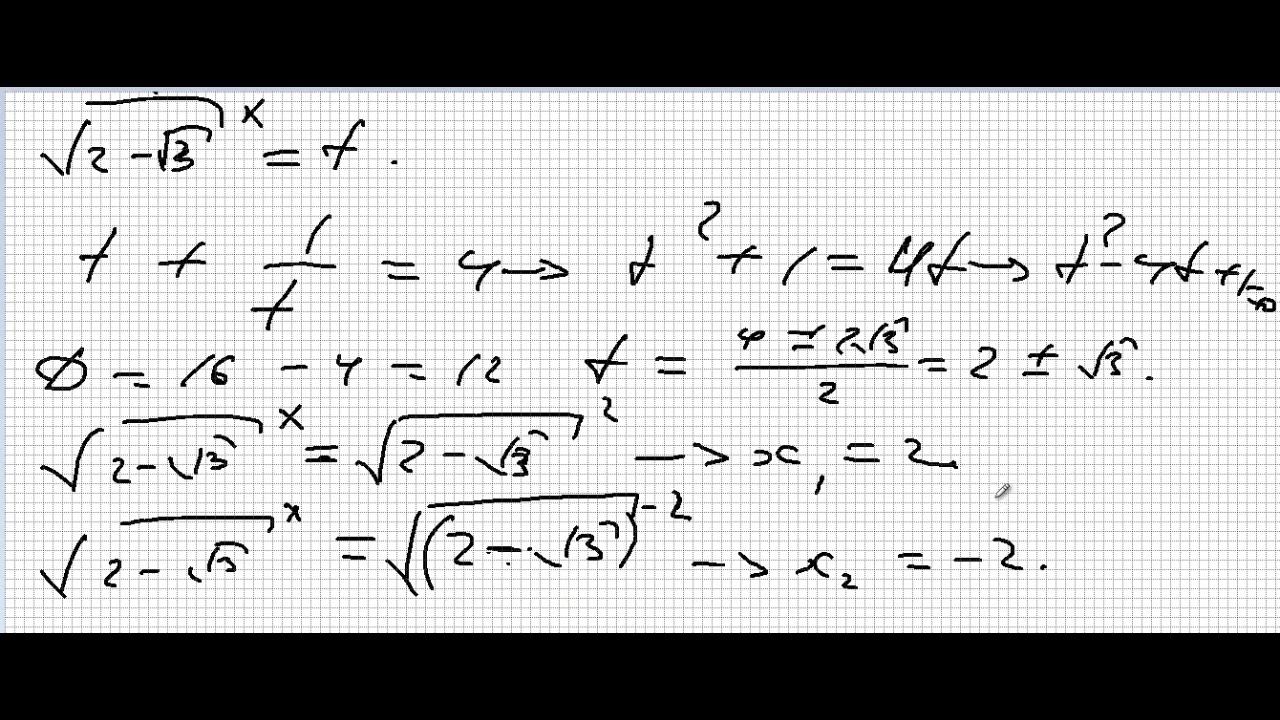 √(2 - √3)^x = t.
t + 1/t = 4 → t² + 1 = 4t → t² - 4t + 1 = 0
D = 16 - 4 = 12   t = (4 ± 2√3)/2 = 2 ± √3.
√(2 - √3)^x = √(2 - √3)^2 → x₁ = 2
√(2 - √3)^x = √((2 - √3))^-2 → x₂ = -2.